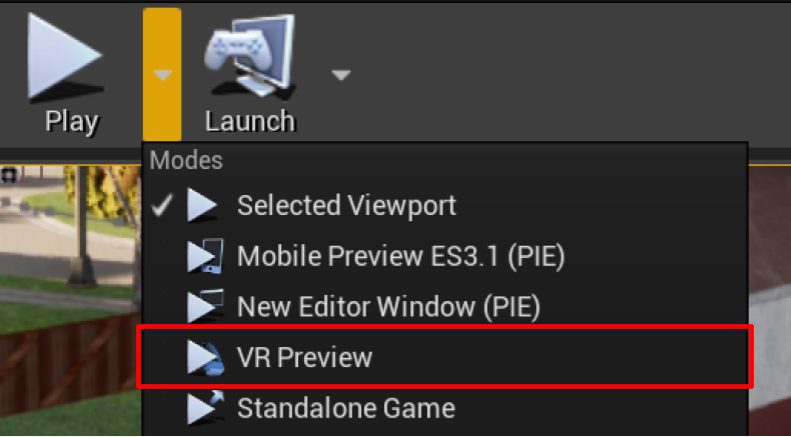 Play
Launch
Modes
Selected Viewport
Mobile Preview ES3.1 (PIE)
New Editor Window (PIE)
VR Preview
Standalone Game